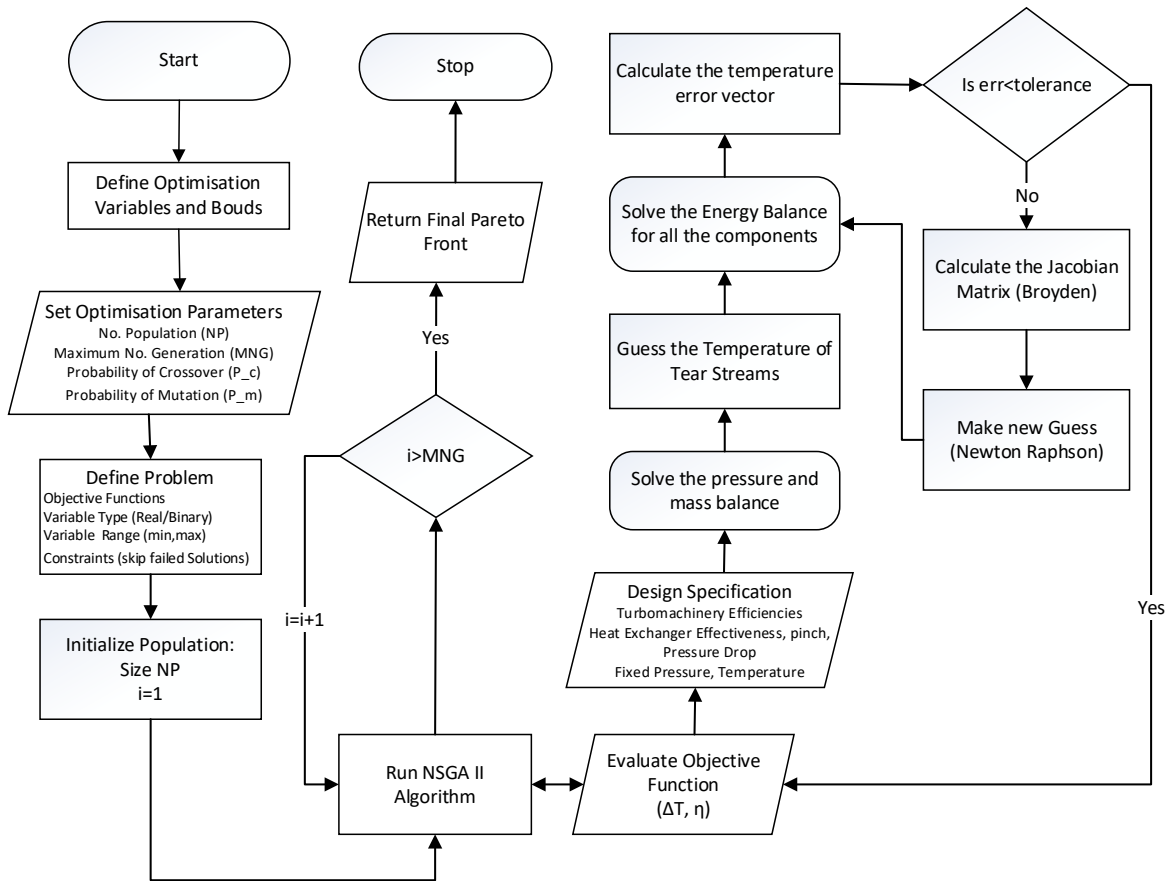 Start
Define Optimisation
Variables and Bouds
Set Optimisation Parameters
No. Population (NP)
Maximum No. Generation (MNG)
Probability of Crossover (P_c)
Probability of Mutation (P_m)
Define Problem
Objective Functions
Variable Type (Real/Binary)
Variable Range (min,max)
Constraints (skip failed Solutions)
Initialize Population:
Size NP
i=1
Stop
Return Final Pareto
Front
Yes
i>MNG
i=i+1
Run NSGA II
Algorithm
Evaluate Objective
Function
(ΔT, η)
Design Specification
Turbomachinery Efficiencies
Heat Exchanger Effectiveness, pinch,
Pressure Drop
Fixed Pressure, Temperature
Solve the pressure and
mass balance
Guess the Temperature of
Tear Streams
Solve the Energy Balance
for all the components
Calculate the temperature
error vector
Is err<tolerance
No
Calculate the Jacobian
Matrix (Broyden)
Make new Guess
(Newton Raphson)
Yes